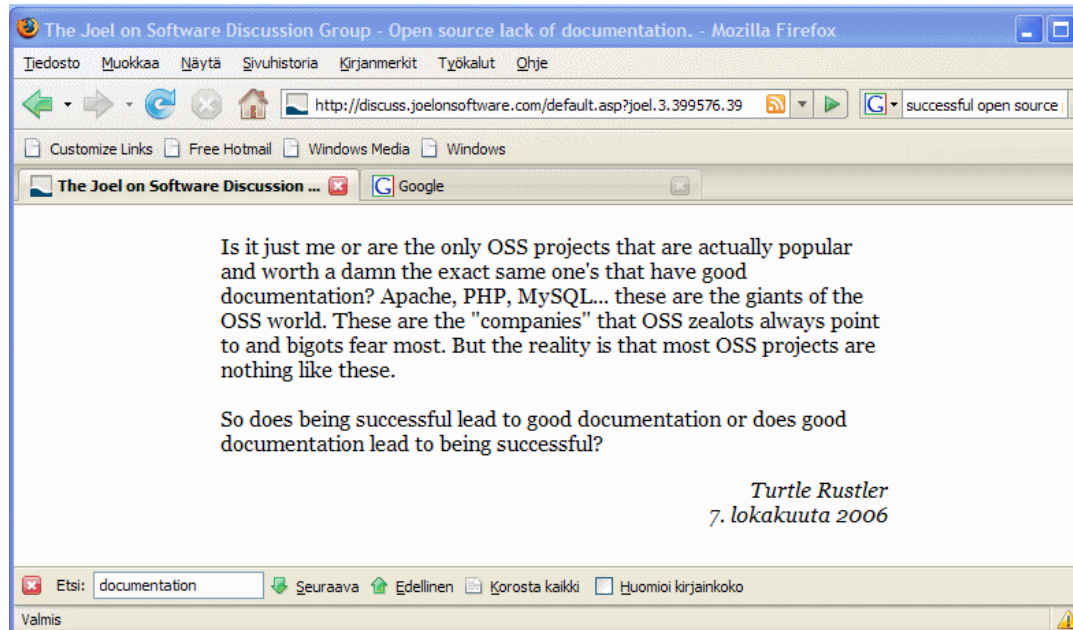 The Joel on Software Discussion Group - Open source lack of documentation. - Mozilla Firefox
Tiedosto Muokkaa Näytä Sivuhistoria Kirjanmerkit Työkalut Ohje
http://discuss.joelonsoftware.com/default.asp?joel.3.399576.39 G successful open source
Customize Links Free Hotmail Windows Media Windows
The Joel on Software Discussion ... G Google
Is it just me or are the only OSS projects that are actually popular
and worth a damn the exact same one's that have good
documentation? Apache, PHP, MySQL... these are the giants of the
OSS world. These are the "companies" that OSS zealots always point
to and bigots fear most. But the reality is that most OSS projects are
nothing like these.
So does being successful lead to good documentation or does good
documentation lead to being successful?
Turtle Rustler
7. lokakuuta 2006
Etsi: documentation Seuraava Edellinen Korosta kaikki Huomioi kirjainkoko
Valmis